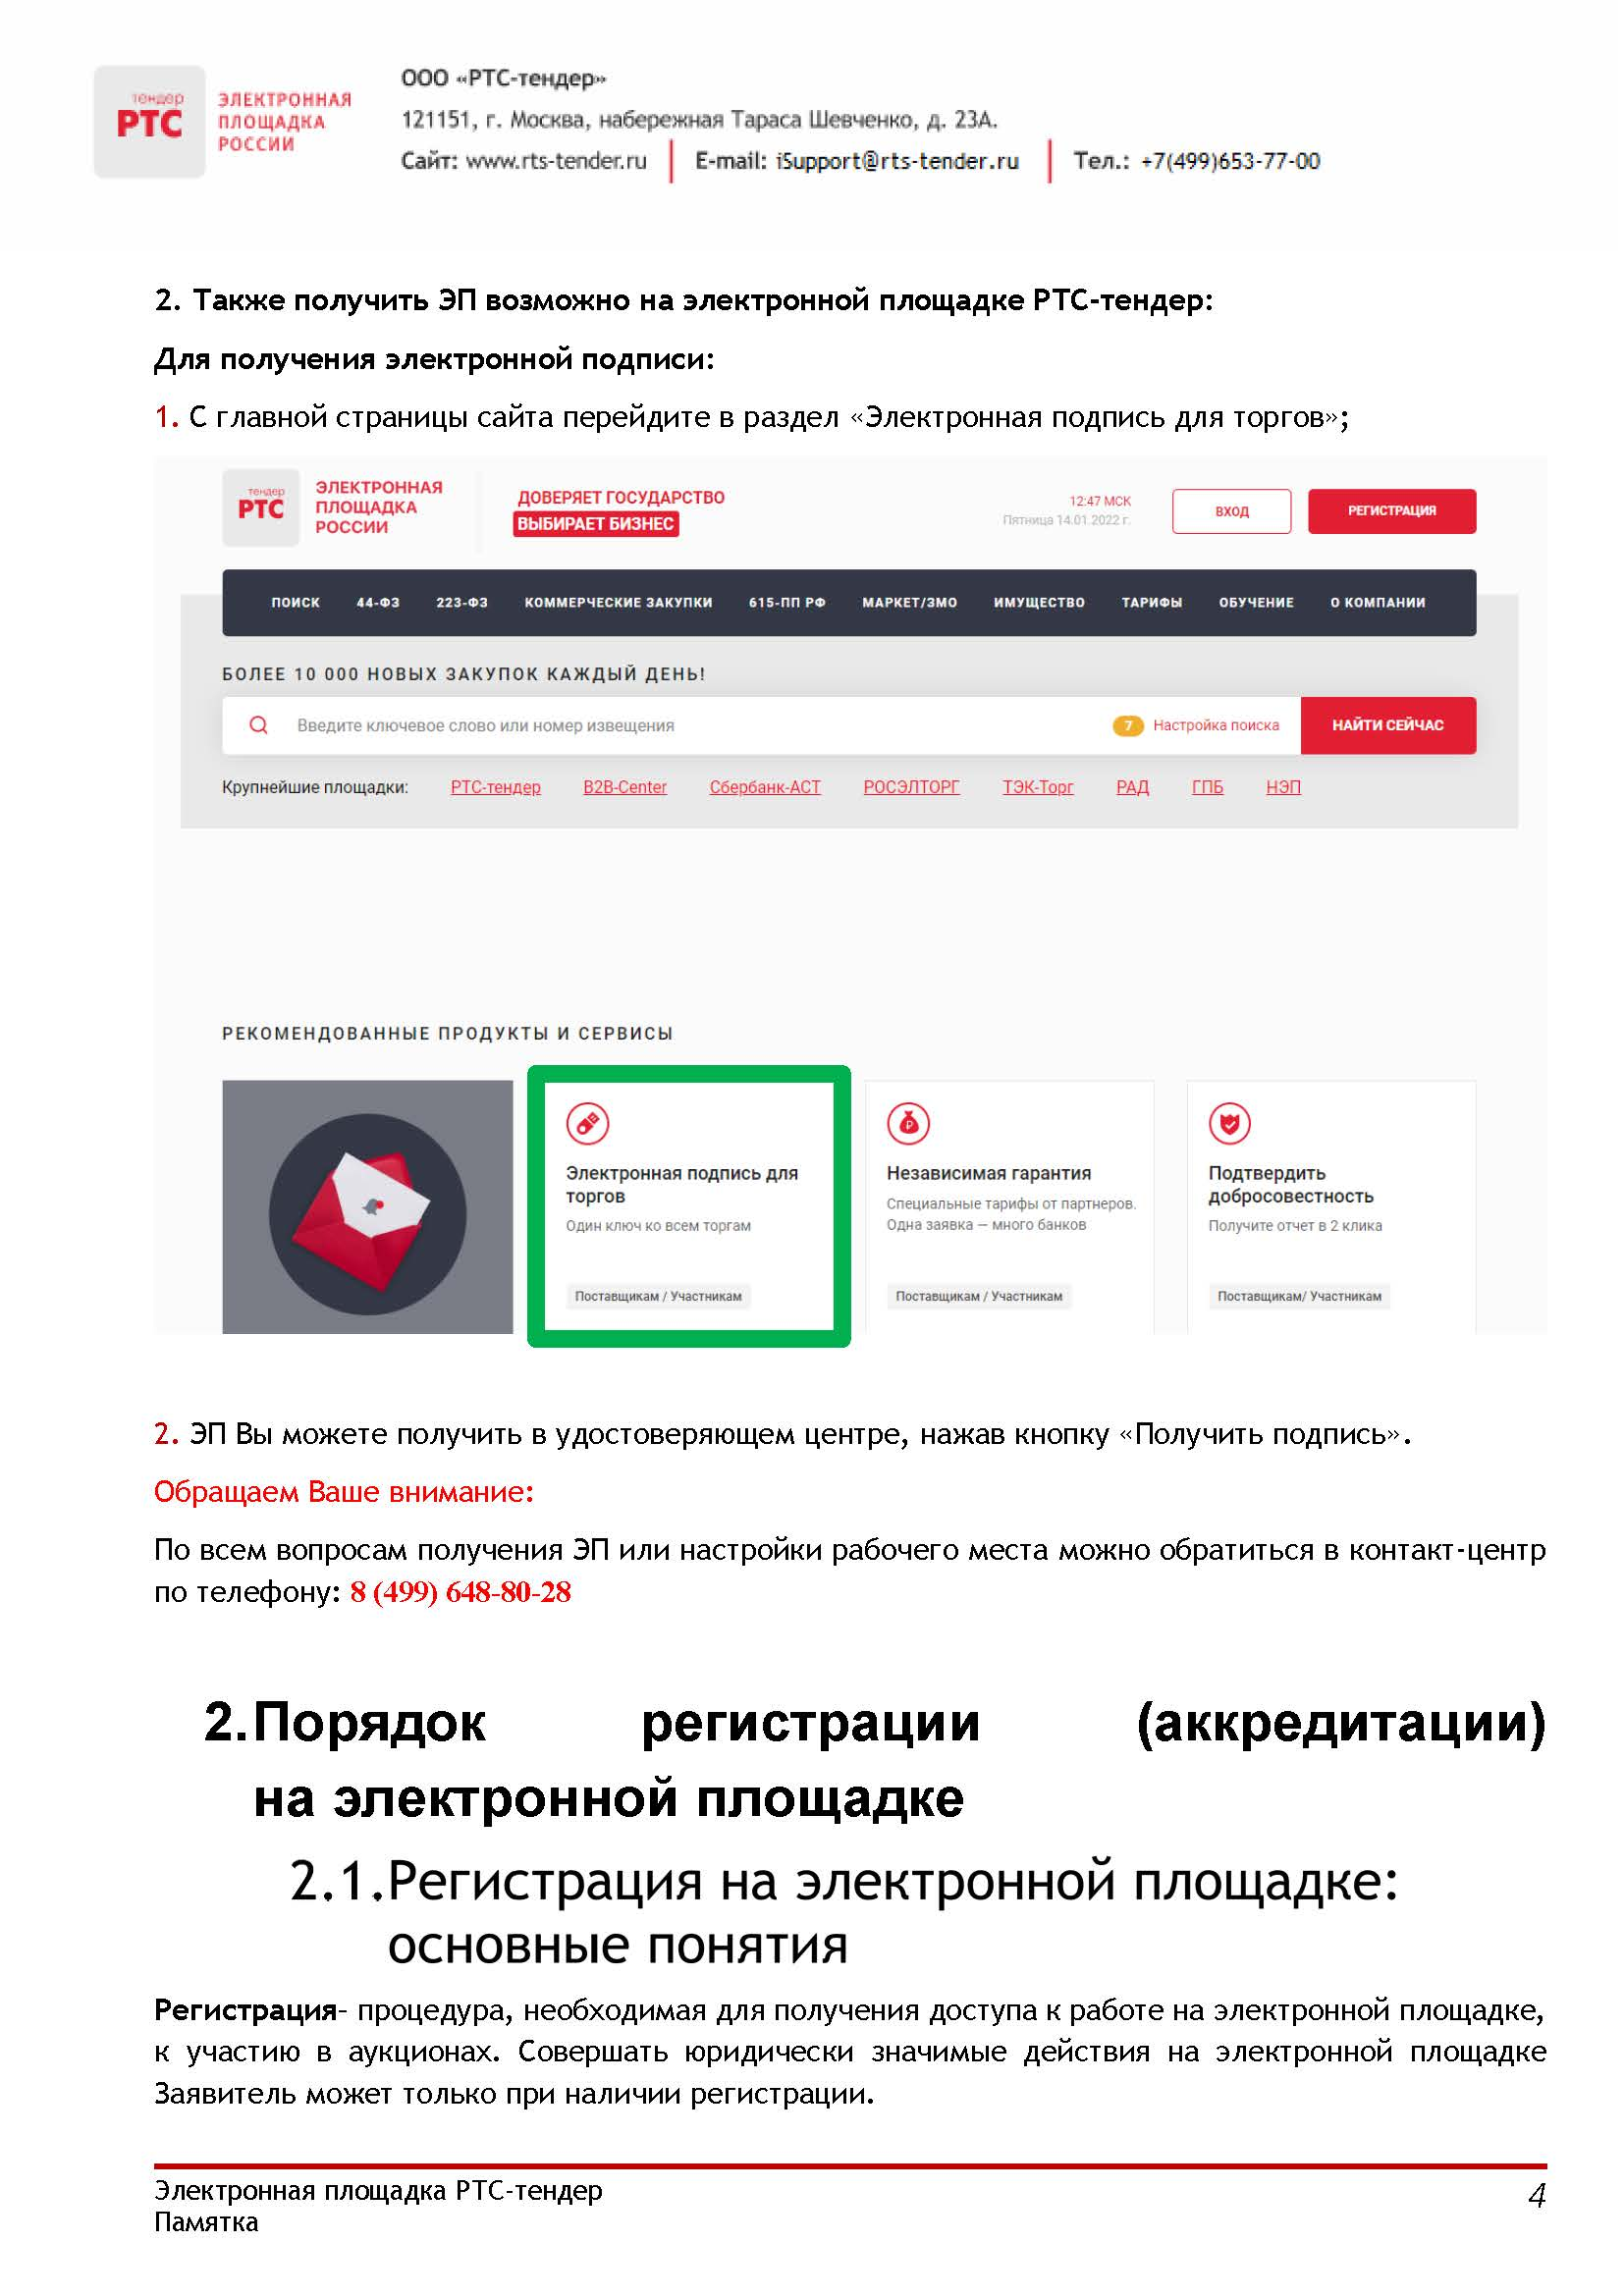 тендер
РТС
ЭЛЕКТРОННАЯ
ПЛОЩАДКА
РОССИИ
ООО «РТС-тендер»
121151, г. Москва, набережная Тараса Шевченко, д. 23А.
Сайт: www.rts-tender.ru | E-mail: iSupport@rts-tender.ru | Тел.: +7(499)653-77-00
2. Также получить ЭП возможно на электронной площадке РТС-тендер:
Для получения электронной подписи:
1. С главной страницы сайта перейдите в раздел «Электронная подпись для торгов»;
тендер
РТС
ЭЛЕКТРОННАЯ
ПЛОЩАДКА
РОССИИ
ДОВЕРЯЕТ ГОСУДАРСТВО
ВЫБИРАЕТ БИЗНЕС
12:47 МСК
Пятница 14.01.2022 г.
ВХОД
РЕГИСТРАЦИЯ
ПОИСК 44-ФЗ 223-ФЗ КОММЕРЧЕСКИЕ ЗАКУПКИ 615-ПП РФ МАРКЕТ/ЗМО ИМУЩЕСТВО ТАРИФЫ ОБУЧЕНИЕ О КОМПАНИИ
БОЛЕЕ 10 000 НОВЫХ ЗАКУПОК КАЖДЫЙ ДЕНЬ!
Введите ключевое слово или номер извещения 7 Настройка поиска НАЙТИ СЕЙЧАС
Крупнейшие площадки: РТС-тендер B2B-Center Сбербанк-АСТ РОСЭЛТОРГ ТЭК-Торг РАД ГПБ НЭП
РЕКОМЕНДОВАННЫЕ ПРОДУКТЫ И СЕРВИСЫ
Электронная подпись для
торгов
Один ключ ко всем торгам
Поставщикам / Участникам
Независимая гарантия
Специальные тарифы от партнеров.
Одна заявка — много банков
Поставщикам / Участникам
Подтвердить
добросовестность
Получите отчет в 2 клика
Поставщикам/ Участникам
2. ЭП Вы можете получить в удостоверяющем центре, нажав кнопку «Получить подпись».
Обращаем Ваше внимание:
По всем вопросам получения ЭП или настройки рабочего места можно обратиться в контакт-центр
по телефону: 8 (499) 648-80-28
2.Порядок регистрации (аккредитации)
на электронной площадке
2.1.Регистрация на электронной площадке:
основные понятия
Регистрация– процедура, необходимая для получения доступа к работе на электронной площадке,
к участию в аукционах. Совершать юридически значимые действия на электронной площадке
Заявитель может только при наличии регистрации.
Электронная площадка РТС-тендер 4
Памятка